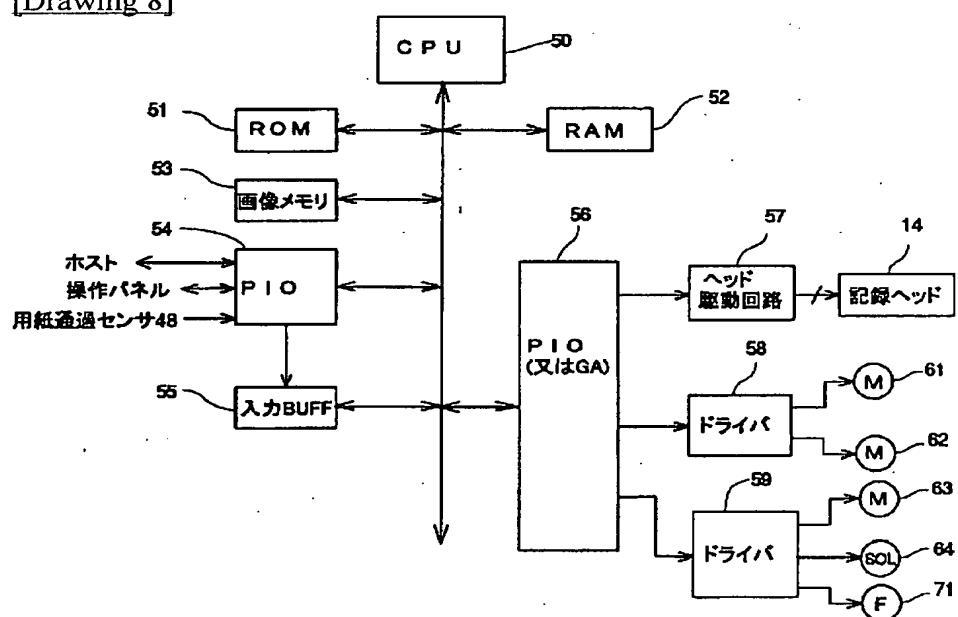 [Drawing 8]
CPU
50
51
ROM
52
RAM
53
画像メモリ
54
PIO
ホスト
操作パネル
用紙通過センサ48
55
入力BUFF
56
PIO
(又はGA)
57
ヘッド
駆動回路
14
記録ヘッド
58
ドライバ
M
61
M
62
59
ドライバ
M
63
SOL
64
F
71